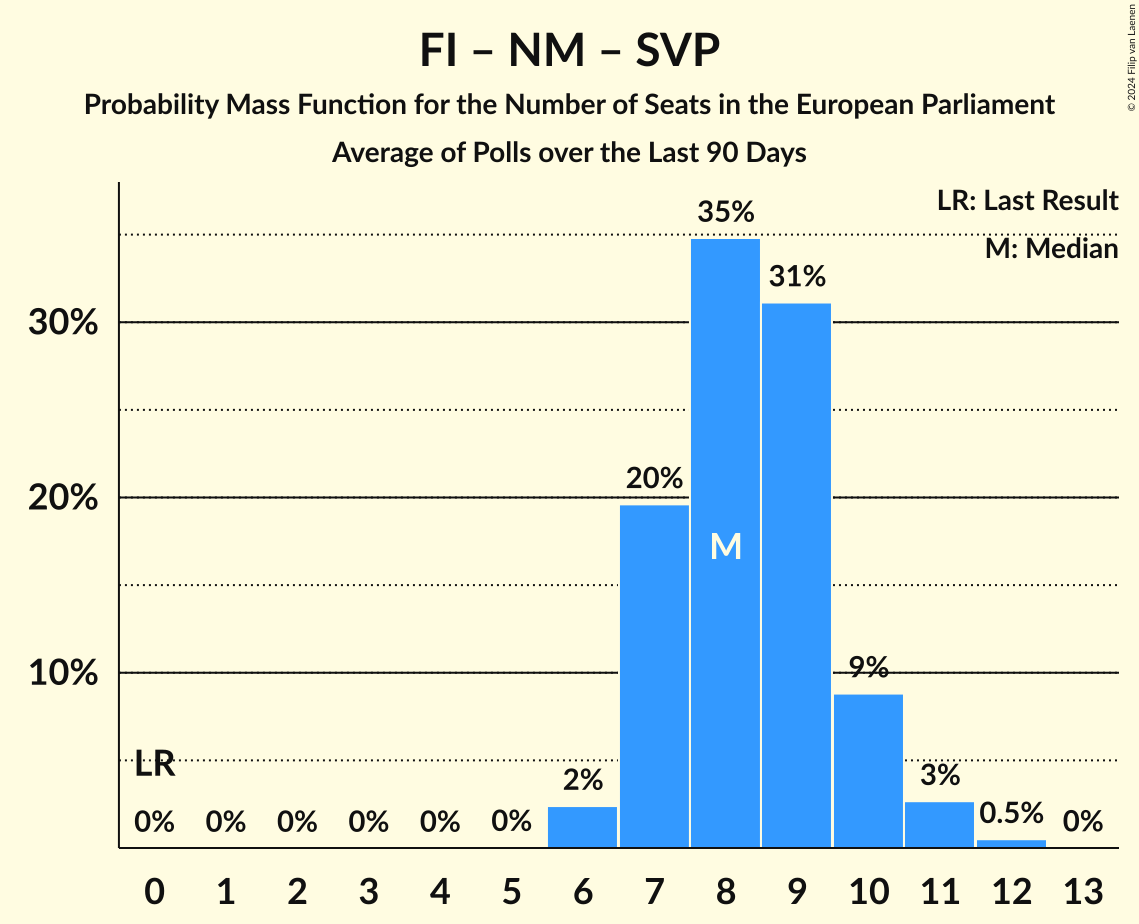 FI – NM – SVP
Probability Mass Function for the Number of Seats in the European Parliament
Average of Polls over the Last 90 Days
© 2024 Filip van Laenen
LR: Last Result
M: Median
35%
31%
30%
20%
20%
M
10%
9%
LR
2%
3%
0.5%
0% 0% 0% 0% 0% 0% 0%
0 1 2 3 4 5 6 7 8 9 10 11 12 13